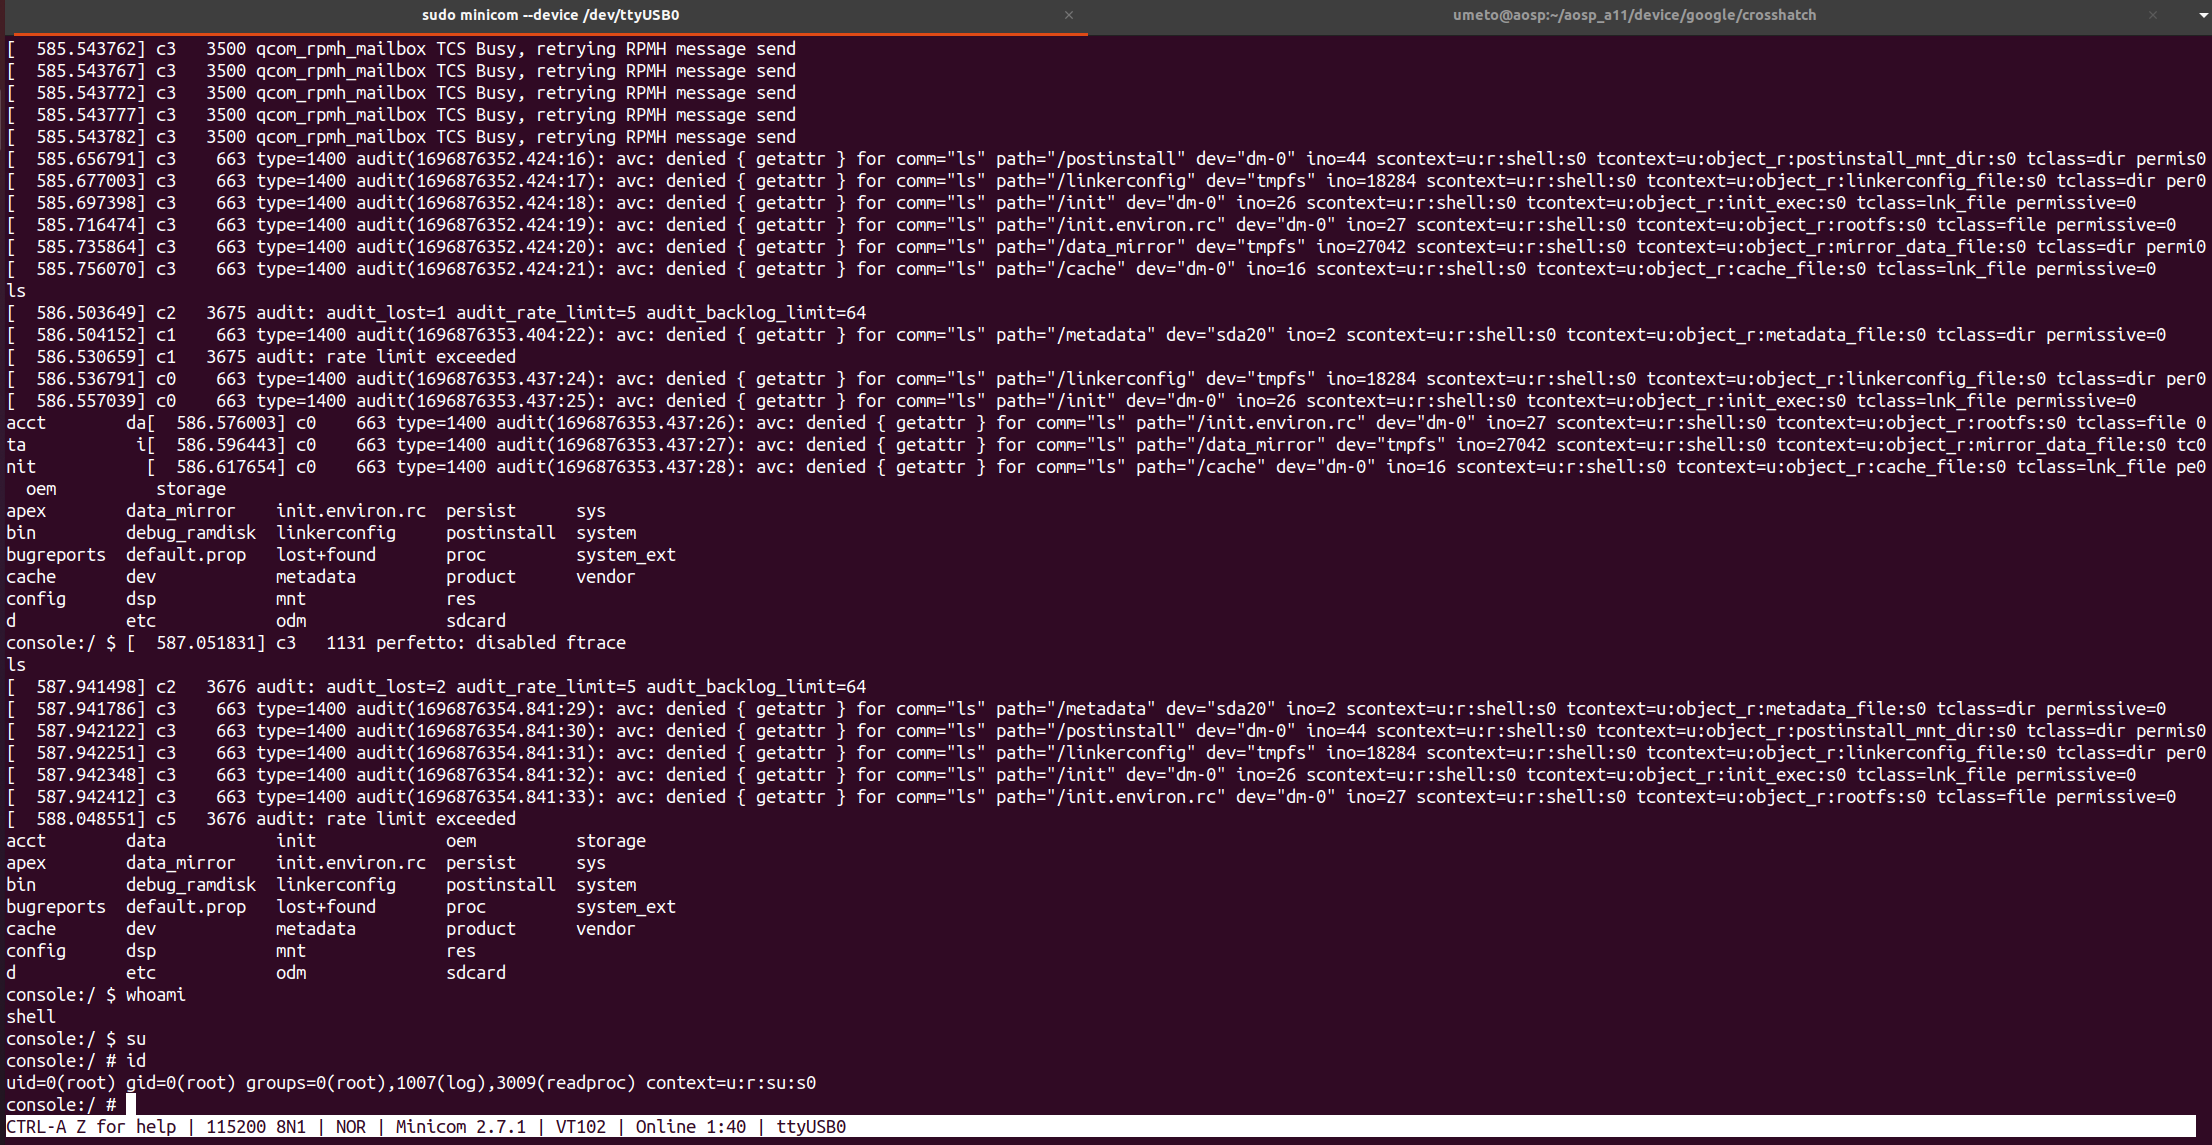 sudo minicom --device /dev/ttyUSB0 × umeto@aosp:~/aosp_a11/device/google/crosshatch ×
[  585.543762] c3   3500 qcom_rpmh_mailbox TCS Busy, retrying RPMH message send
[  585.543767] c3   3500 qcom_rpmh_mailbox TCS Busy, retrying RPMH message send
[  585.543772] c3   3500 qcom_rpmh_mailbox TCS Busy, retrying RPMH message send
[  585.543777] c3   3500 qcom_rpmh_mailbox TCS Busy, retrying RPMH message send
[  585.543782] c3   3500 qcom_rpmh_mailbox TCS Busy, retrying RPMH message send
[  585.656791] c3    663 type=1400 audit(1696876352.424:16): avc: denied { getattr } for comm="ls" path="/postinstall" dev="dm-0" ino=44 scontext=u:r:shell:s0 tcontext=u:object_r:postinstall_mnt_dir:s0 tclass=dir permis0
[  585.677003] c3    663 type=1400 audit(1696876352.424:17): avc: denied { getattr } for comm="ls" path="/linkerconfig" dev="tmpfs" ino=18284 scontext=u:r:shell:s0 tcontext=u:object_r:linkerconfig_file:s0 tclass=dir per0
[  585.697398] c3    663 type=1400 audit(1696876352.424:18): avc: denied { getattr } for comm="ls" path="/init" dev="dm-0" ino=26 scontext=u:r:shell:s0 tcontext=u:object_r:init_exec:s0 tclass=lnk_file permissive=0
[  585.716474] c3    663 type=1400 audit(1696876352.424:19): avc: denied { getattr } for comm="ls" path="/init.environ.rc" dev="dm-0" ino=27 scontext=u:r:shell:s0 tcontext=u:object_r:rootfs:s0 tclass=file permissive=0
[  585.735864] c3    663 type=1400 audit(1696876352.424:20): avc: denied { getattr } for comm="ls" path="/data_mirror" dev="tmpfs" ino=27042 scontext=u:r:shell:s0 tcontext=u:object_r:mirror_data_file:s0 tclass=dir permi0
[  585.756070] c3    663 type=1400 audit(1696876352.424:21): avc: denied { getattr } for comm="ls" path="/cache" dev="dm-0" ino=16 scontext=u:r:shell:s0 tcontext=u:object_r:cache_file:s0 tclass=lnk_file permissive=0
ls
[  586.503649] c2   3675 audit: audit_lost=1 audit_rate_limit=5 audit_backlog_limit=64
[  586.504152] c1    663 type=1400 audit(1696876353.404:22): avc: denied { getattr } for comm="ls" path="/metadata" dev="sda20" ino=2 scontext=u:r:shell:s0 tcontext=u:object_r:metadata_file:s0 tclass=dir permissive=0
[  586.530659] c1   3675 audit: rate limit exceeded
[  586.536791] c0    663 type=1400 audit(1696876353.437:24): avc: denied { getattr } for comm="ls" path="/linkerconfig" dev="tmpfs" ino=18284 scontext=u:r:shell:s0 tcontext=u:object_r:linkerconfig_file:s0 tclass=dir per0
[  586.557039] c0    663 type=1400 audit(1696876353.437:25): avc: denied { getattr } for comm="ls" path="/init" dev="dm-0" ino=26 scontext=u:r:shell:s0 tcontext=u:object_r:init_exec:s0 tclass=lnk_file permissive=0
acct        da[  586.576003] c0    663 type=1400 audit(1696876353.437:26): avc: denied { getattr } for comm="ls" path="/init.environ.rc" dev="dm-0" ino=27 scontext=u:r:shell:s0 tcontext=u:object_r:rootfs:s0 tclass=file 0
ta           i[  586.596443] c0    663 type=1400 audit(1696876353.437:27): avc: denied { getattr } for comm="ls" path="/data_mirror" dev="tmpfs" ino=27042 scontext=u:r:shell:s0 tcontext=u:object_r:mirror_data_file:s0 tc0
nit           [  586.617654] c0    663 type=1400 audit(1696876353.437:28): avc: denied { getattr } for comm="ls" path="/cache" dev="dm-0" ino=16 scontext=u:r:shell:s0 tcontext=u:object_r:cache_file:s0 tclass=lnk_file pe0
  oem          storage
apex        data_mirror    init.environ.rc  persist      sys
bin         debug_ramdisk  linkerconfig     postinstall  system
bugreports  default.prop   lost+found       proc         system_ext
cache       dev            metadata         product      vendor
config      dsp            mnt              res
d           etc            odm              sdcard
console:/ $ [  587.051831] c3   1131 perfetto: disabled ftrace
ls
[  587.941498] c2   3676 audit: audit_lost=2 audit_rate_limit=5 audit_backlog_limit=64
[  587.941786] c3    663 type=1400 audit(1696876354.841:29): avc: denied { getattr } for comm="ls" path="/metadata" dev="sda20" ino=2 scontext=u:r:shell:s0 tcontext=u:object_r:metadata_file:s0 tclass=dir permissive=0
[  587.942122] c3    663 type=1400 audit(1696876354.841:30): avc: denied { getattr } for comm="ls" path="/postinstall" dev="dm-0" ino=44 scontext=u:r:shell:s0 tcontext=u:object_r:postinstall_mnt_dir:s0 tclass=dir permis0
[  587.942251] c3    663 type=1400 audit(1696876354.841:31): avc: denied { getattr } for comm="ls" path="/linkerconfig" dev="tmpfs" ino=18284 scontext=u:r:shell:s0 tcontext=u:object_r:linkerconfig_file:s0 tclass=dir per0
[  587.942348] c3    663 type=1400 audit(1696876354.841:32): avc: denied { getattr } for comm="ls" path="/init" dev="dm-0" ino=26 scontext=u:r:shell:s0 tcontext=u:object_r:init_exec:s0 tclass=lnk_file permissive=0
[  587.942412] c3    663 type=1400 audit(1696876354.841:33): avc: denied { getattr } for comm="ls" path="/init.environ.rc" dev="dm-0" ino=27 scontext=u:r:shell:s0 tcontext=u:object_r:rootfs:s0 tclass=file permissive=0
[  588.048551] c5   3676 audit: rate limit exceeded
acct        data           init             oem          storage
apex        data_mirror    init.environ.rc  persist      sys
bin         debug_ramdisk  linkerconfig     postinstall  system
bugreports  default.prop   lost+found       proc         system_ext
cache       dev            metadata         product      vendor
config      dsp            mnt              res
d           etc            odm              sdcard
console:/ $ whoami
shell
console:/ $ su
console:/ # id
uid=0(root) gid=0(root) groups=0(root),1007(log),3009(readproc) context=u:r:su:s0
console:/ #
CTRL-A Z for help | 115200 8N1 | NOR | Minicom 2.7.1 | VT102 | Online 1:40 | ttyUSB0